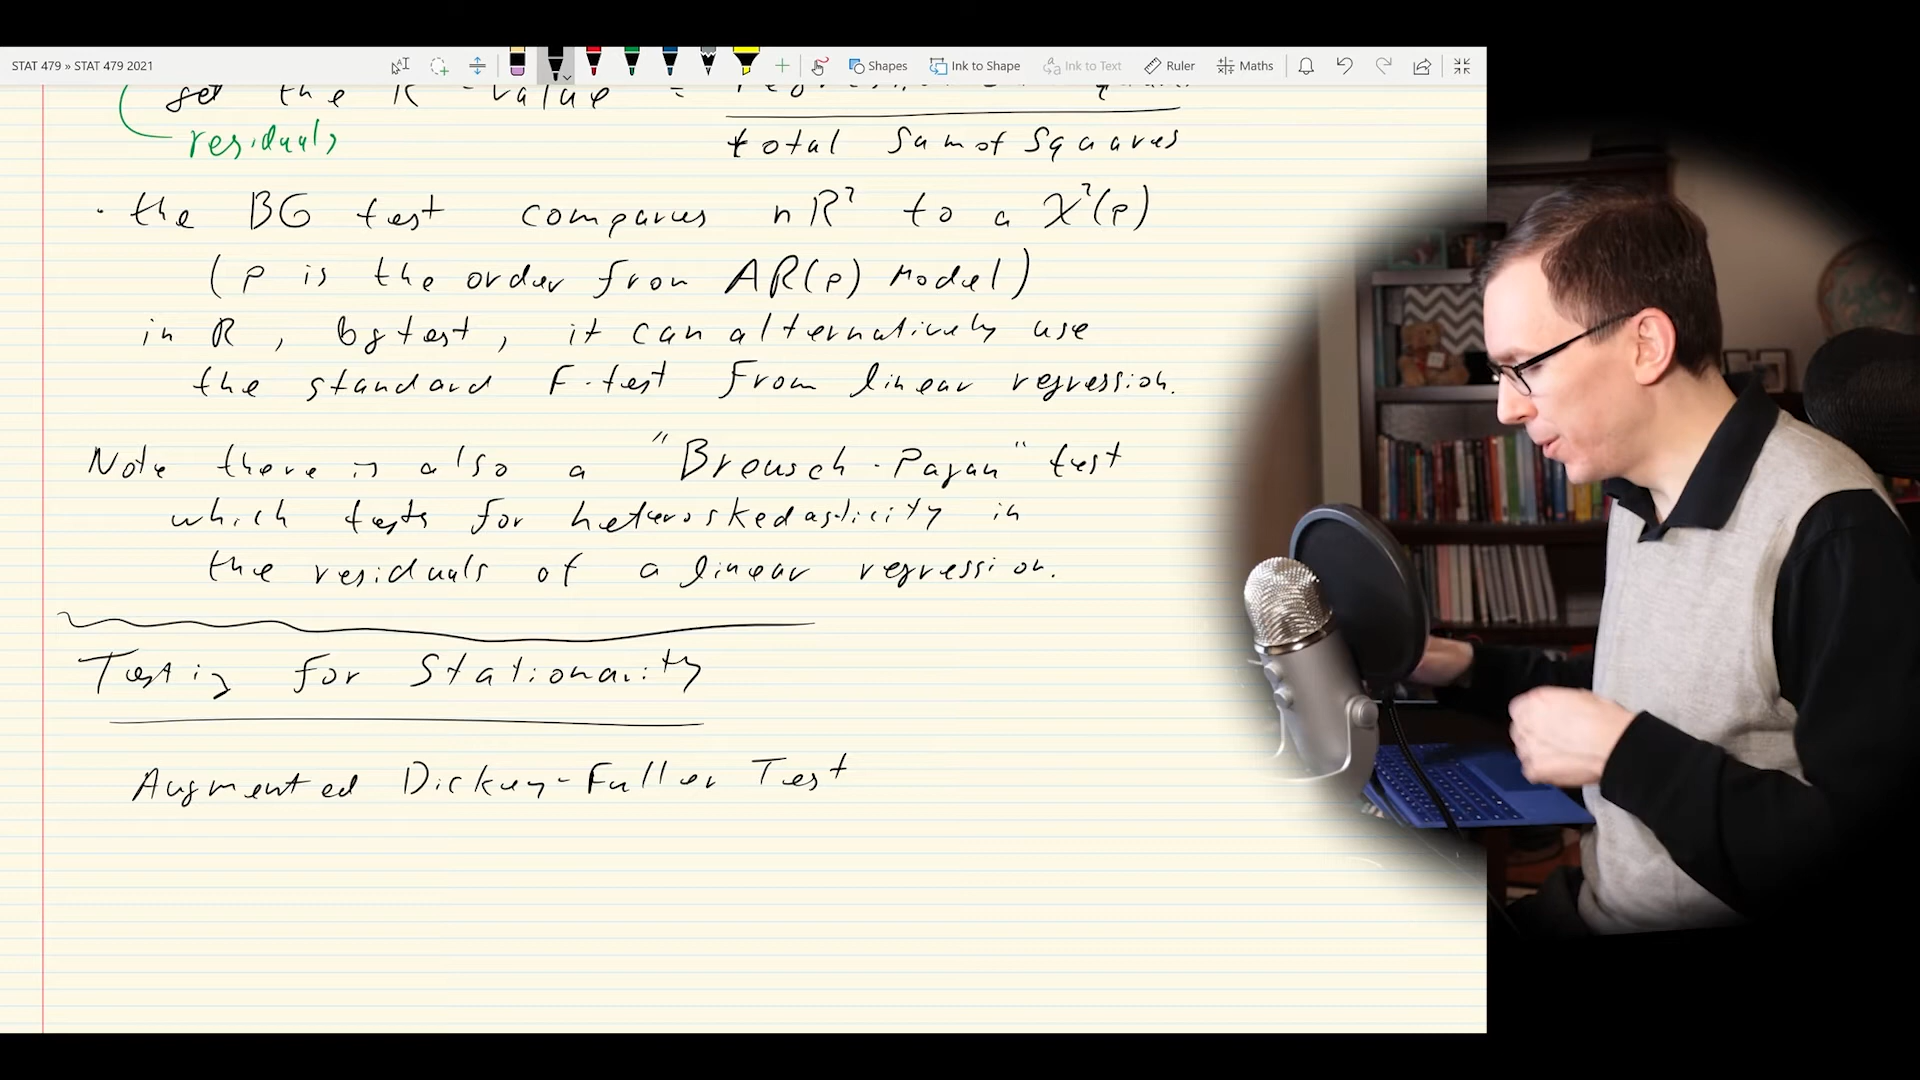 STAT 479 » STAT 479 2021
Shapes Ink to Shape Ink to Text Ruler Maths
get the R -value =
residuals
total Sum of Squares
· the BG test compares nR² to a χ²(p)
(p is the order from AR(p) Model)
in R, bgtest, it can alternatively use
the standard F-test From linear regression.
Note there is also a "Breusch-Pagan" test
which tests for heteroskedasticity in
the residuals of a linear regression.
Testing for Stationarity
Augmented Dickey-Fuller Test